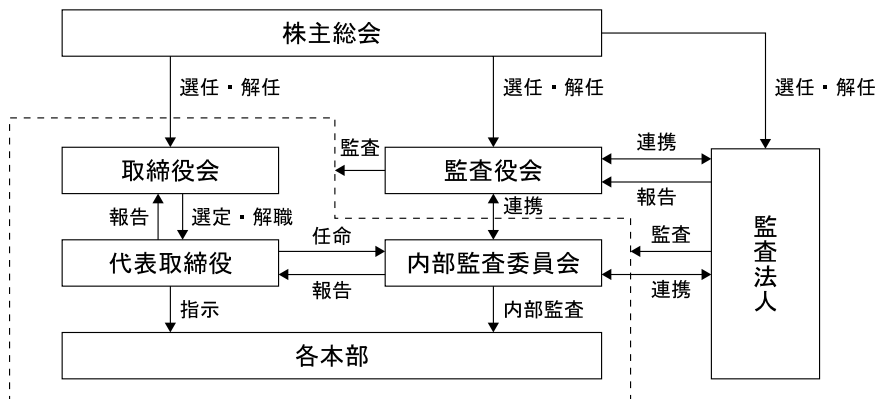 株主総会
選任・解任
選任・解任
選任・解任
取締役会
監査
監査役会
連携
報告
報告
選定・解職
連携
代表取締役
任命
報告
内部監査委員会
監査
連携
監査法人
指示
内部監査
各本部